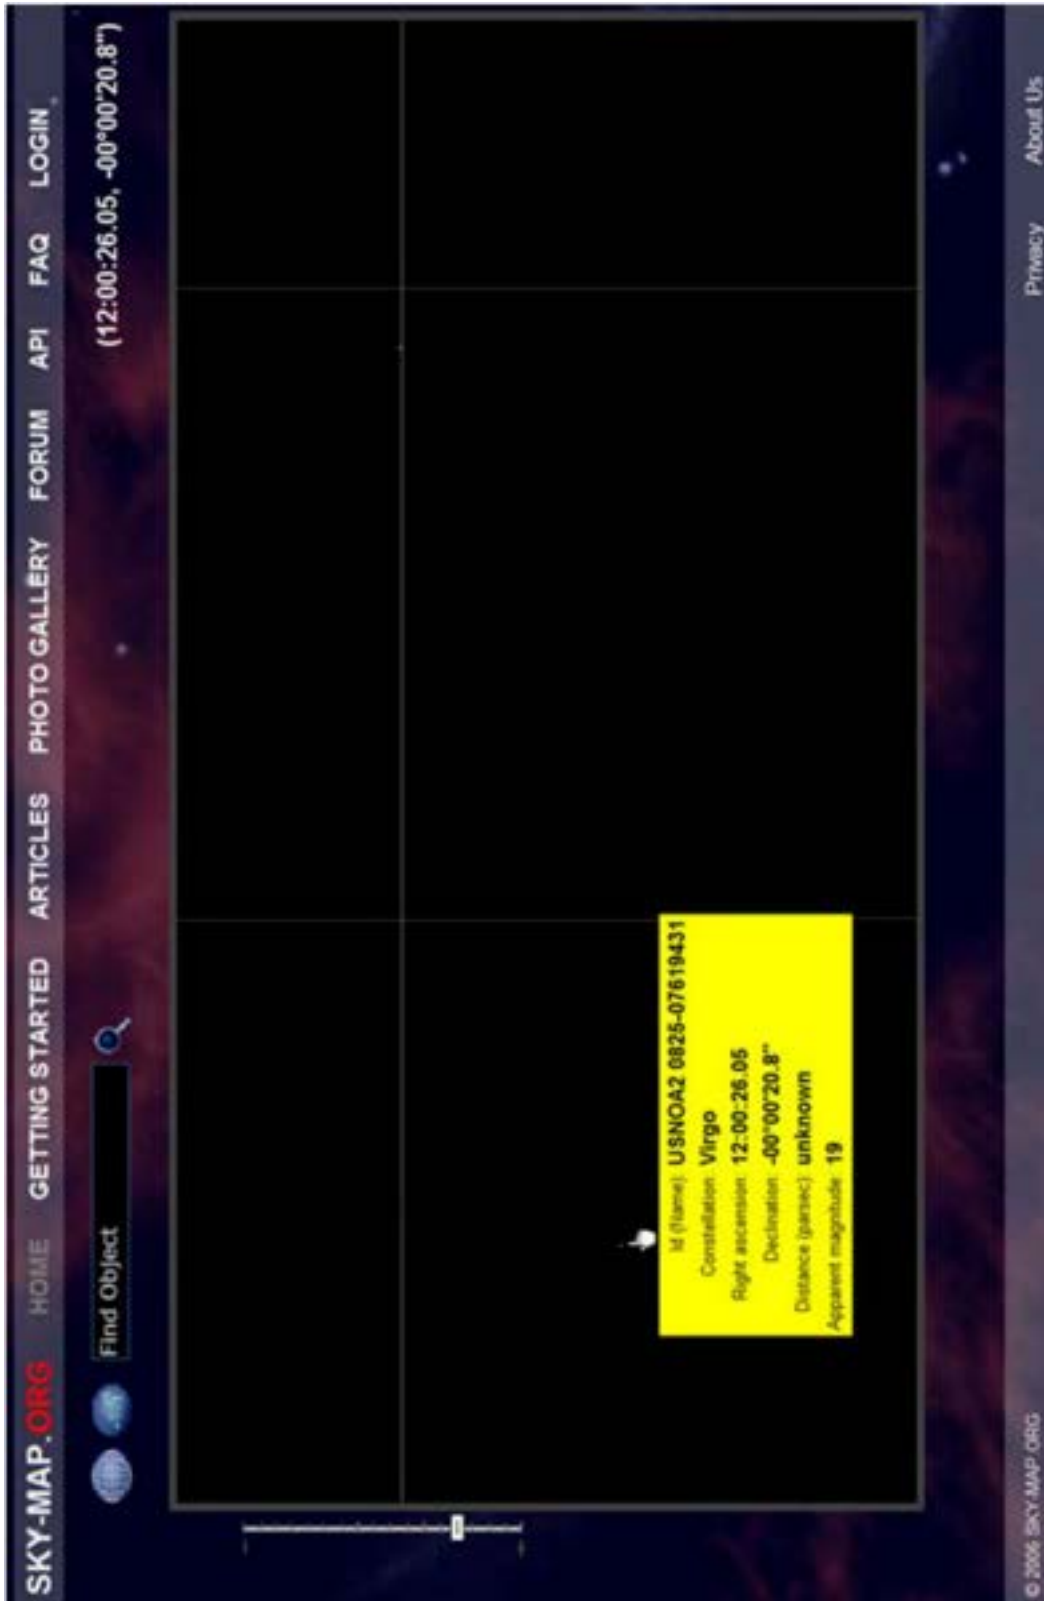 SKY-MAP.ORG HOME GETTING STARTED ARTICLES PHOTO GALLERY FORUM API FAQ LOGIN
Find Object (12:00:26.05, -00°00'20.8")
Id (Name) USNOA2 0825-07619431
Constellation Virgo
Right ascension 12:00:26.05
Declination -00°00'20.8"
Distance (parsec) unknown
Apparent magnitude 19
© 2006 SKY-MAP.ORG Privacy About Us